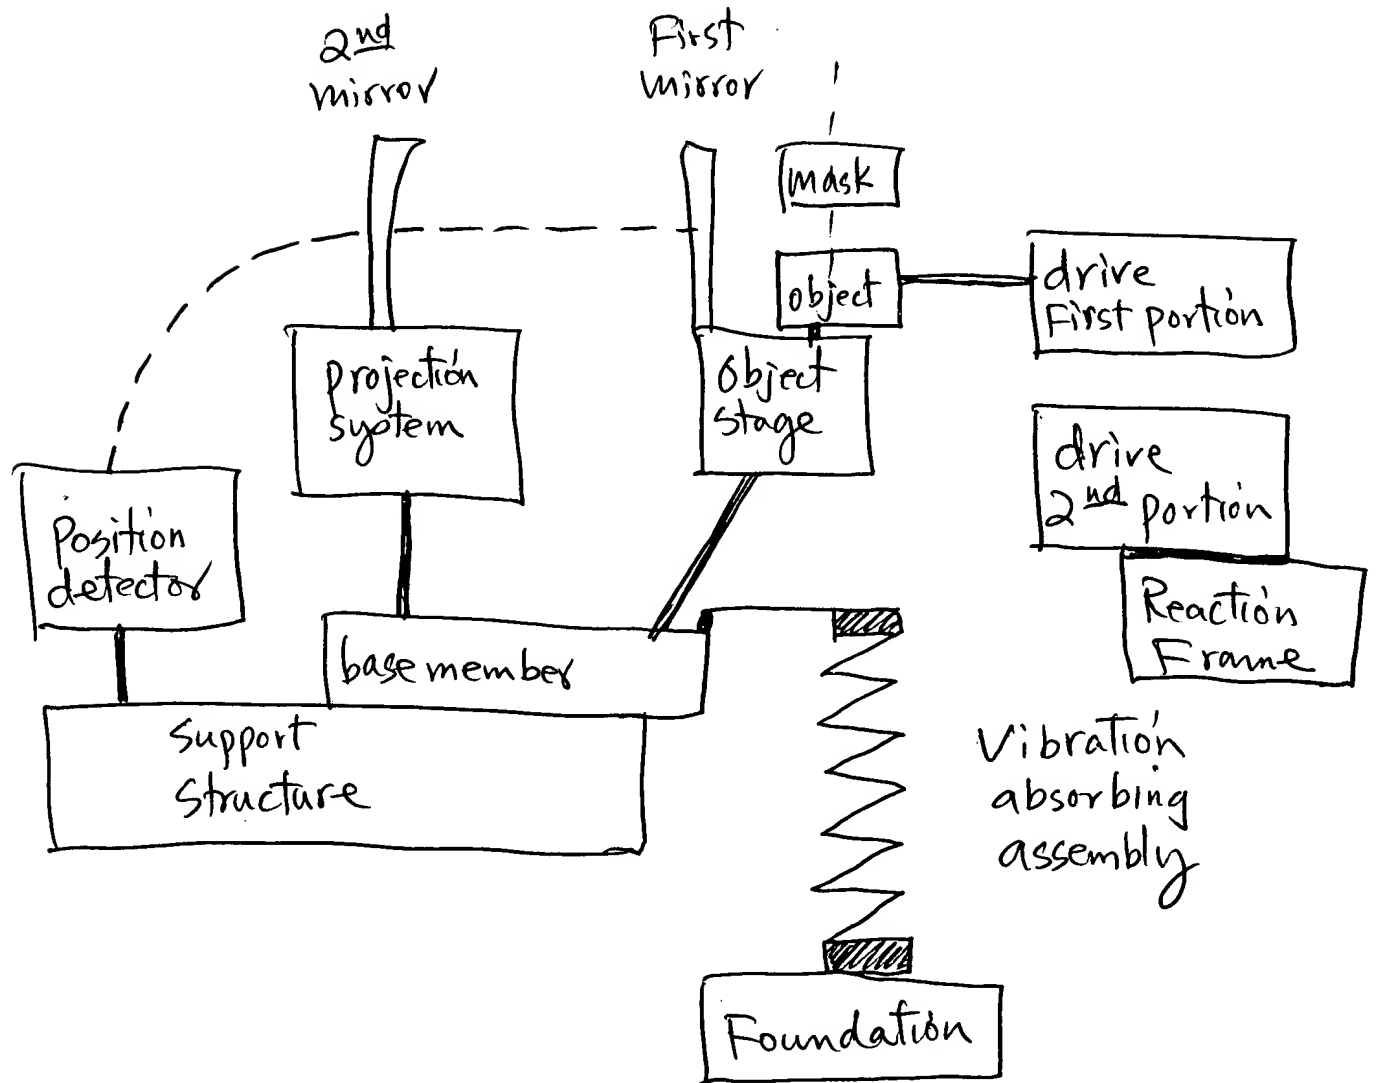 2nd
mirror
First
mirror
mask
object
drive
First portion
projection
system
Object
stage
drive
2nd portion
Position
detector
Reaction
Frame
base member
Support
structure
Vibration
absorbing
assembly
Foundation